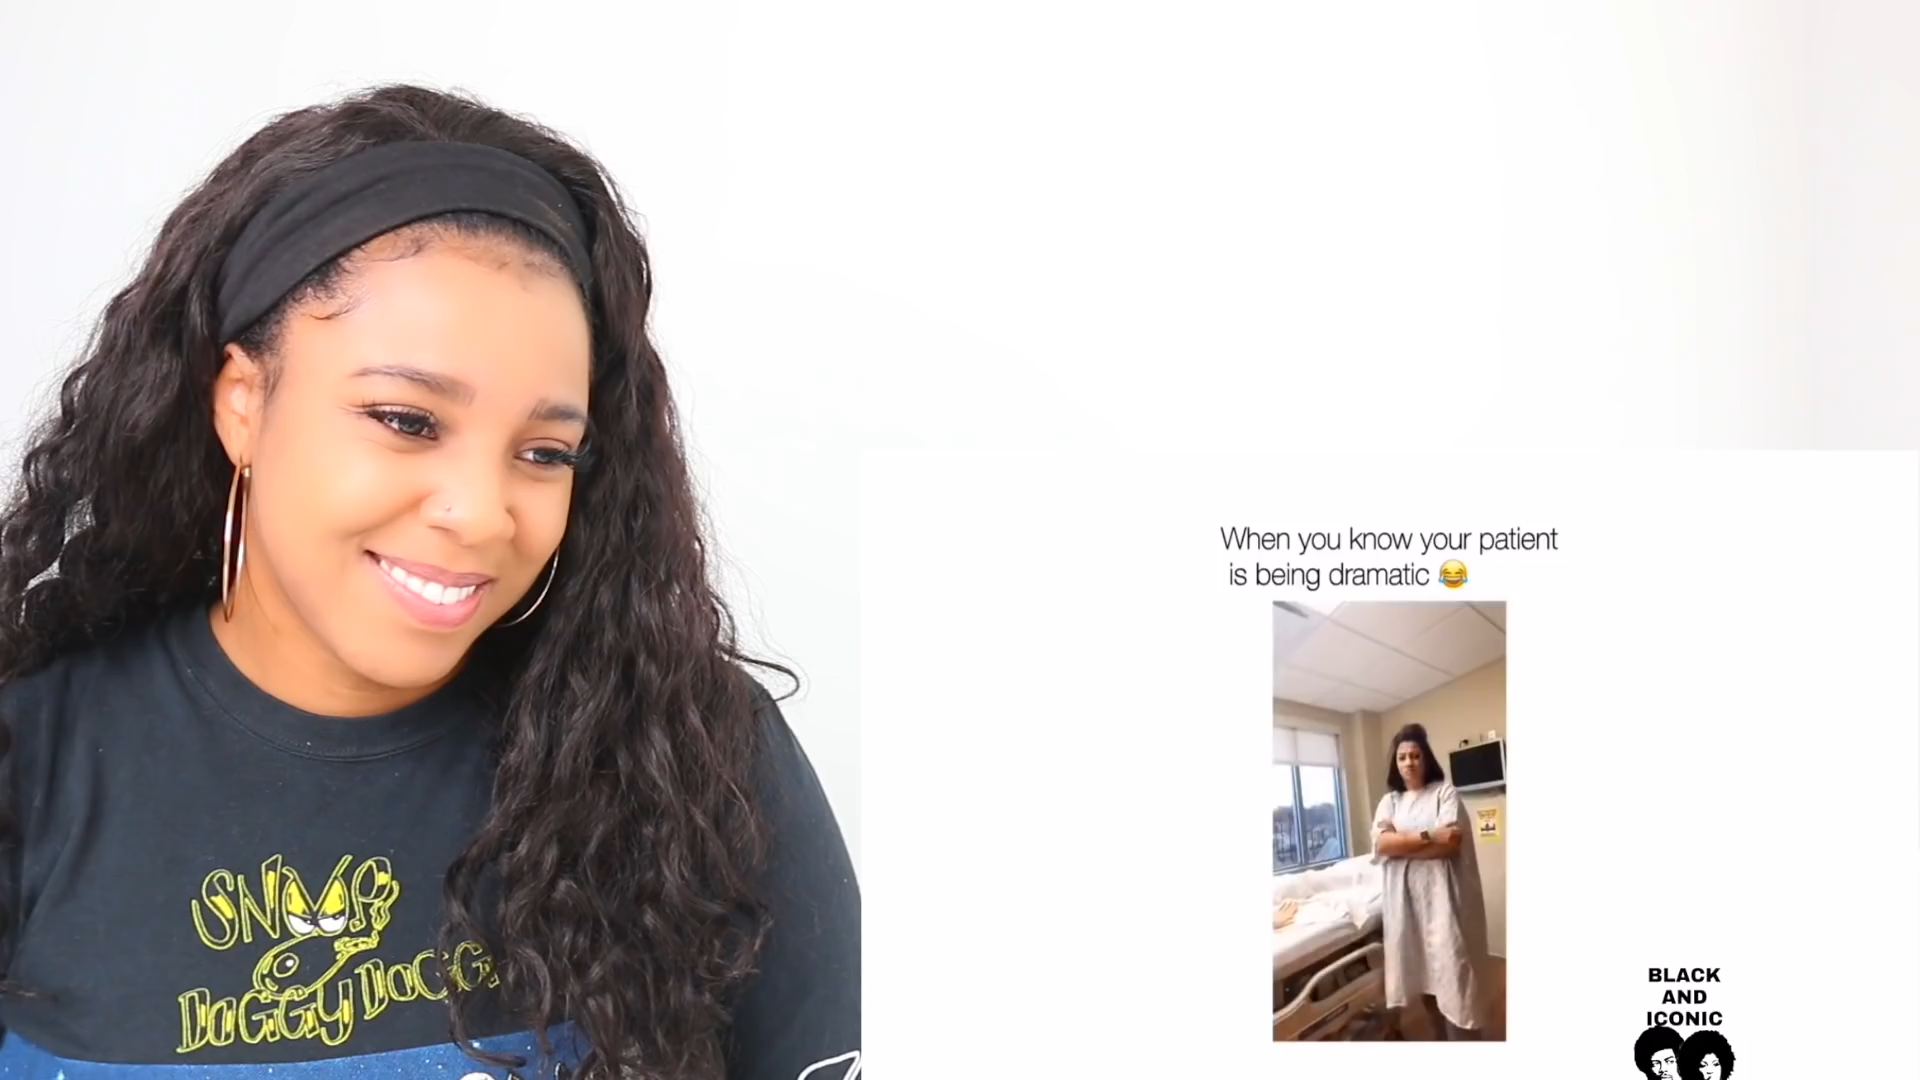 When you know your patient
is being dramatic 😂
SNOOP
DOGGY DOGG
BLACK
AND
ICONIC